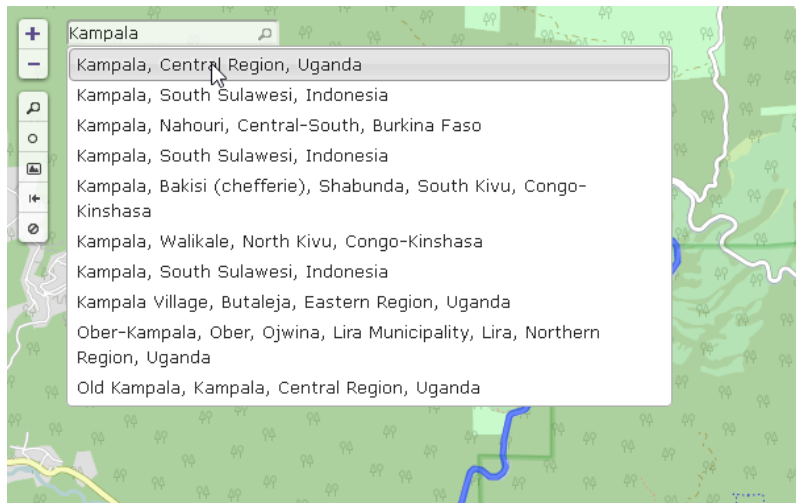 +
Kampala
−
Kampala, Central Region, Uganda
Kampala, South Sulawesi, Indonesia
Kampala, Nahouri, Central-South, Burkina Faso
Kampala, South Sulawesi, Indonesia
Kampala, Bakisi (chefferie), Shabunda, South Kivu, Congo-
Kinshasa
Kampala, Walikale, North Kivu, Congo-Kinshasa
Kampala, South Sulawesi, Indonesia
Kampala Village, Butaleja, Eastern Region, Uganda
Ober-Kampala, Ober, Ojwina, Lira Municipality, Lira, Northern
Region, Uganda
Old Kampala, Kampala, Central Region, Uganda